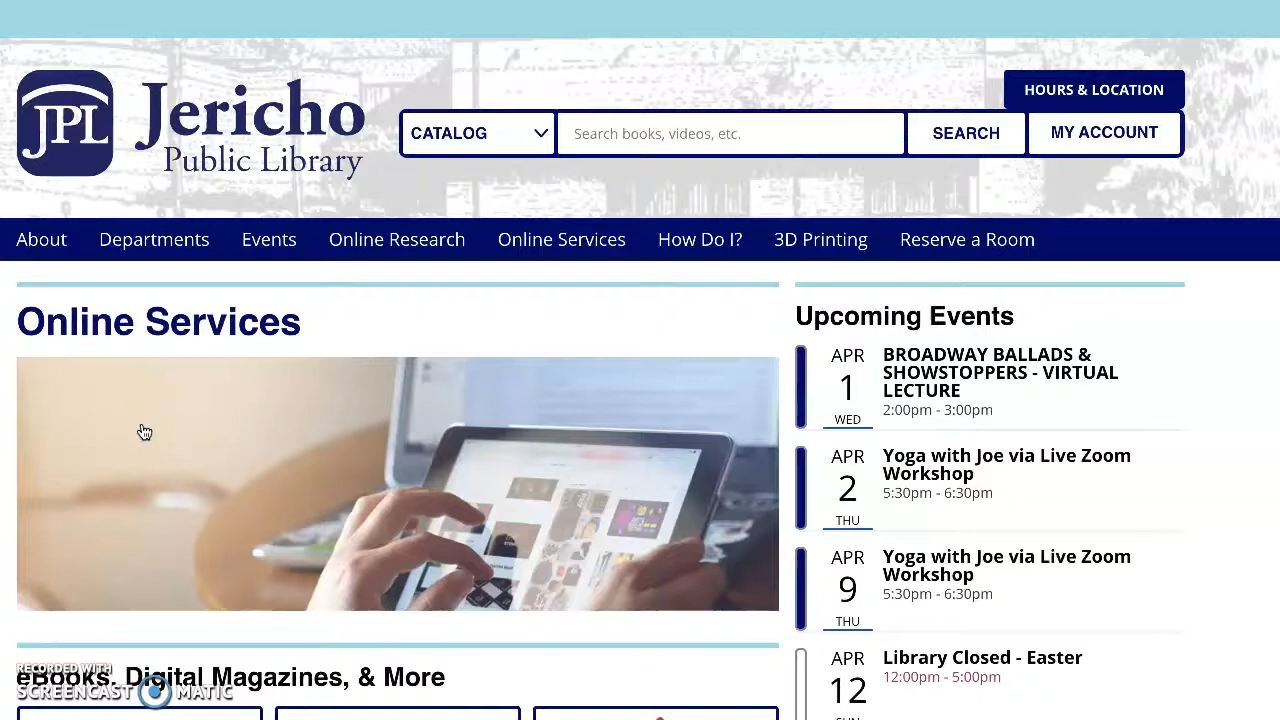 HOURS & LOCATION
JPL
Jericho
Public Library
CATALOG
Search books, videos, etc.
SEARCH
MY ACCOUNT
About
Departments
Events
Online Research
Online Services
How Do I?
3D Printing
Reserve a Room
Online Services
Upcoming Events
APR
1
WED
BROADWAY BALLADS &
SHOWSTOPPERS - VIRTUAL
LECTURE
2:00pm - 3:00pm
APR
2
THU
Yoga with Joe via Live Zoom
Workshop
5:30pm - 6:30pm
APR
9
THU
Yoga with Joe via Live Zoom
Workshop
5:30pm - 6:30pm
APR
12
SUN
Library Closed - Easter
12:00pm - 5:00pm
eBooks, Digital Magazines, & More
RECORDED WITH
SCREENCAST MATIC